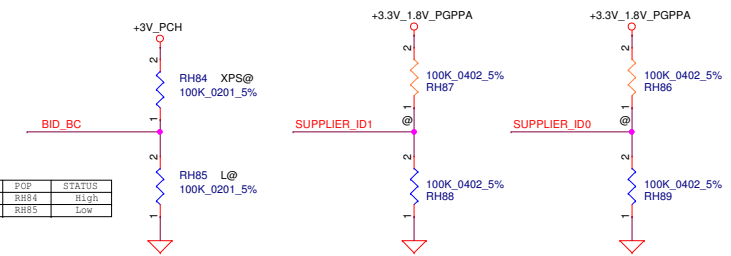 +3V_PCH
2
RH84 XPS@
100K_0201_5%
1
BID_BC
2
RH85 L@
100K_0201_5%
1
POP STATUS
RH84 High
RH85 Low
+3.3V_1.8V_PGPPA
2
100K_0402_5%
RH87
1
@
SUPPLIER_ID1
2
100K_0402_5%
RH88
1
+3.3V_1.8V_PGPPA
2
100K_0402_5%
RH86
1
@
SUPPLIER_ID0
2
100K_0402_5%
RH89
1